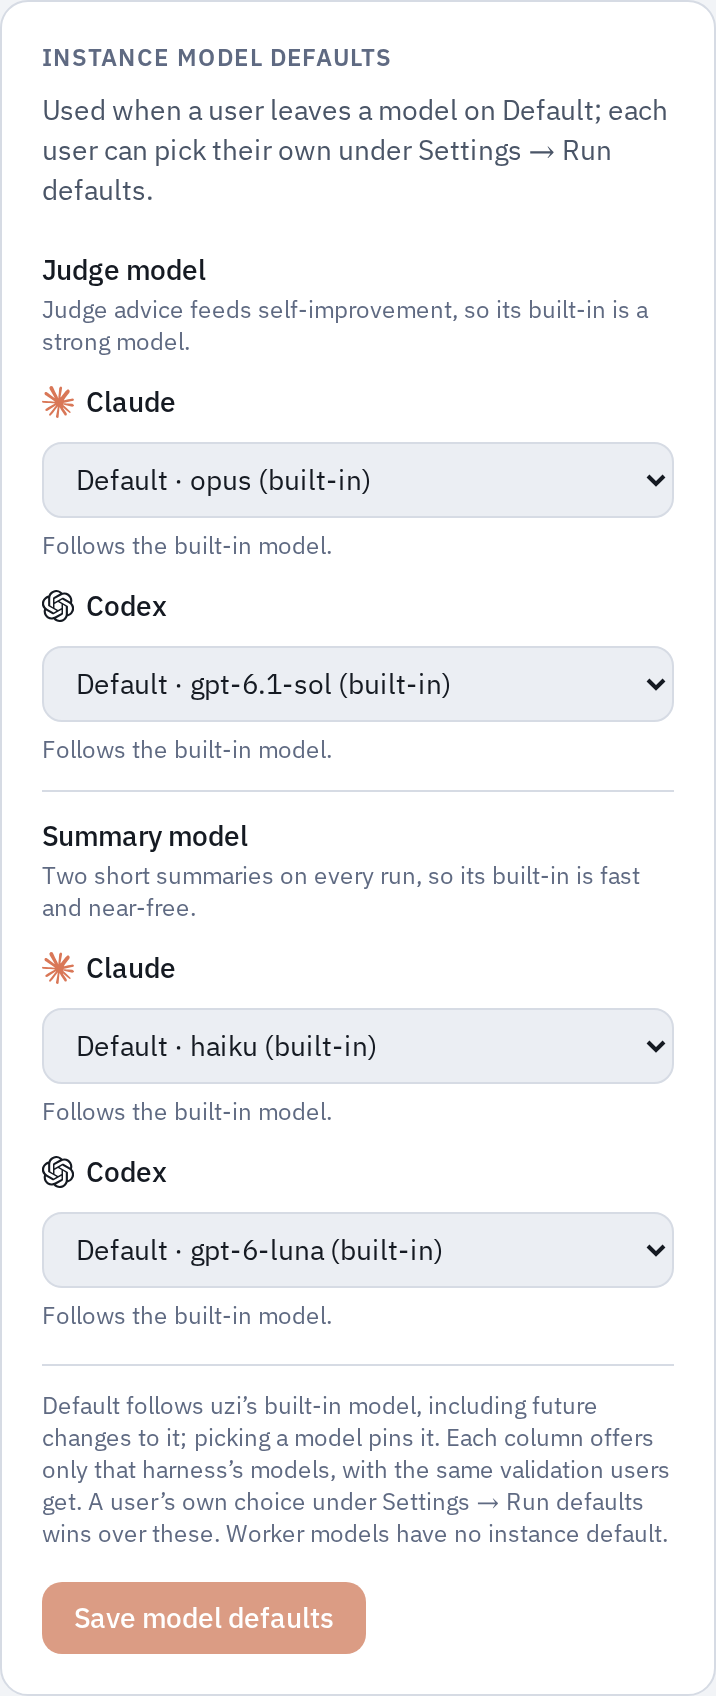 INSTANCE MODEL DEFAULTS
Used when a user leaves a model on Default; each
user can pick their own under Settings → Run
defaults.
Judge model
Judge advice feeds self-improvement, so its built-in is a
strong model.
Claude
Default · opus (built-in)
Follows the built-in model.
Codex
Default · gpt-6.1-sol (built-in)
Follows the built-in model.
Summary model
Two short summaries on every run, so its built-in is fast
and near-free.
Claude
Default · haiku (built-in)
Follows the built-in model.
Codex
Default · gpt-6-luna (built-in)
Follows the built-in model.
Default follows uzi’s built-in model, including future
changes to it; picking a model pins it. Each column offers
only that harness’s models, with the same validation users
get. A user’s own choice under Settings → Run defaults
wins over these. Worker models have no instance default.
Save model defaults